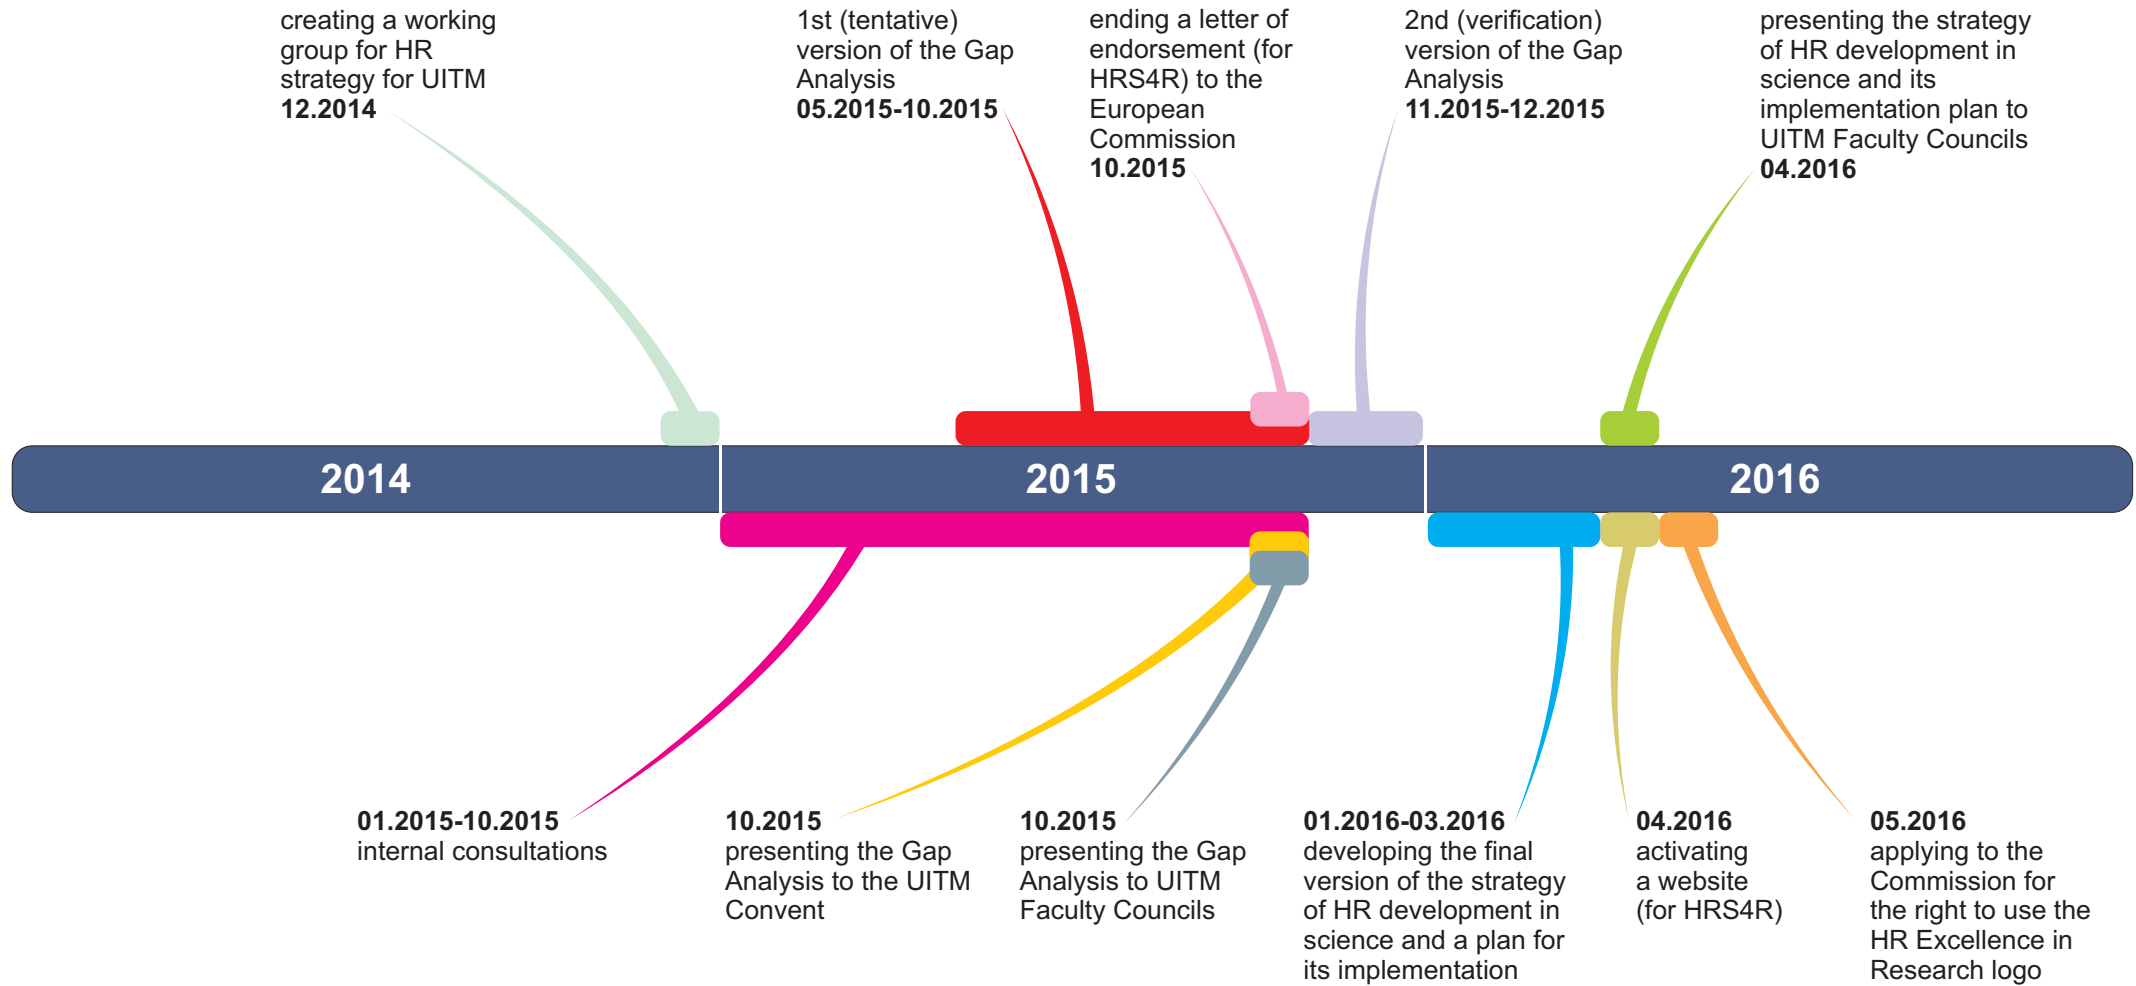 creating a working
group for HR
strategy for UITM
12.2014
1st (tentative)
version of the Gap
Analysis
05.2015-10.2015
ending a letter of
endorsement (for
HRS4R) to the
European
Commission
10.2015
2nd (verification)
version of the Gap
Analysis
11.2015-12.2015
presenting the strategy
of HR development in
science and its
implementation plan to
UITM Faculty Councils
04.2016
2014
2015
2016
01.2015-10.2015
internal consultations
10.2015
presenting the Gap
Analysis to the UITM
Convent
10.2015
presenting the Gap
Analysis to UITM
Faculty Councils
01.2016-03.2016
developing the final
version of the strategy
of HR development in
science and a plan for
its implementation
04.2016
activating
a website
(for HRS4R)
05.2016
applying to the
Commission for
the right to use the
HR Excellence in
Research logo